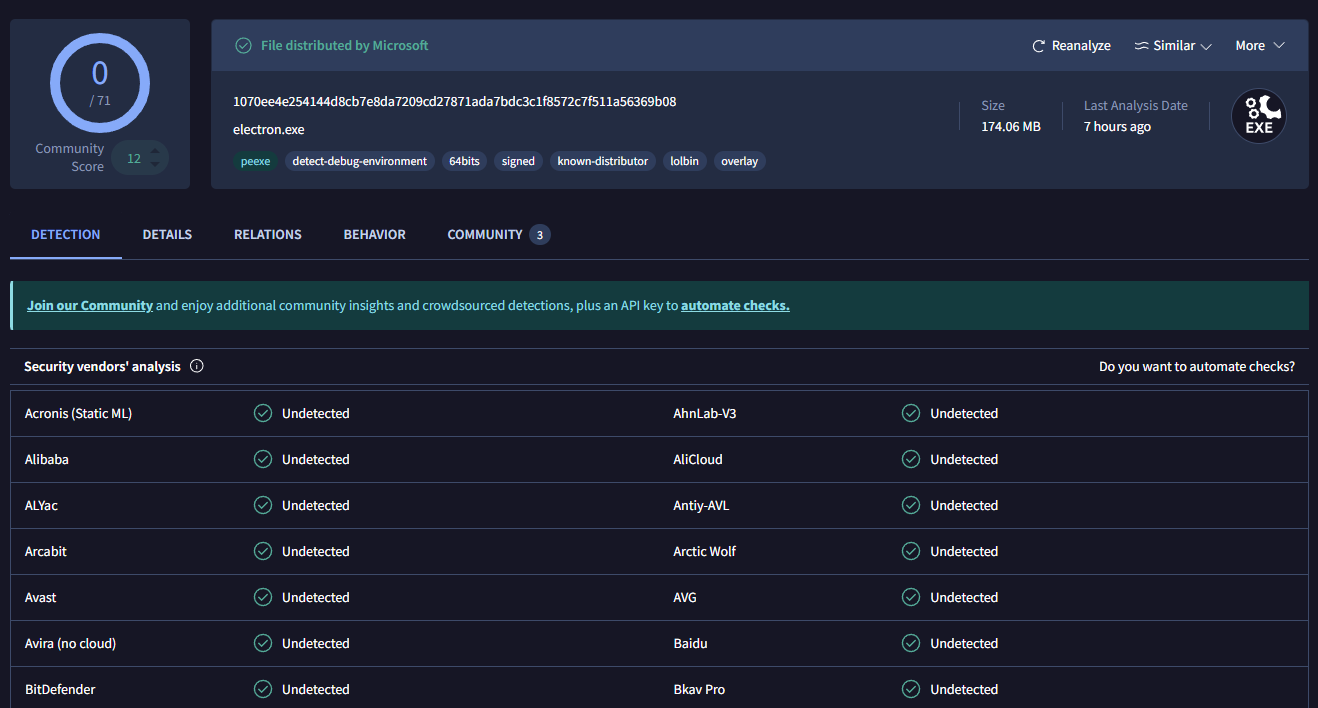 0
/ 71
Community
Score
12
File distributed by Microsoft
Reanalyze
Similar
More
1070ee4e254144d8cb7e8da7209cd27871ada7bdc3c1f8572c7f511a56369b08
electron.exe
peexe
detect-debug-environment
64bits
signed
known-distributor
lolbin
overlay
Size
174.06 MB
Last Analysis Date
7 hours ago
EXE
DETECTION
DETAILS
RELATIONS
BEHAVIOR
COMMUNITY 3
Join our Community and enjoy additional community insights and crowdsourced detections, plus an API key to automate checks.
Security vendors' analysis
Do you want to automate checks?
Acronis (Static ML) Undetected AhnLab-V3 Undetected
Alibaba Undetected AliCloud Undetected
ALYac Undetected Antiy-AVL Undetected
Arcabit Undetected Arctic Wolf Undetected
Avast Undetected AVG Undetected
Avira (no cloud) Undetected Baidu Undetected
BitDefender Undetected Bkav Pro Undetected